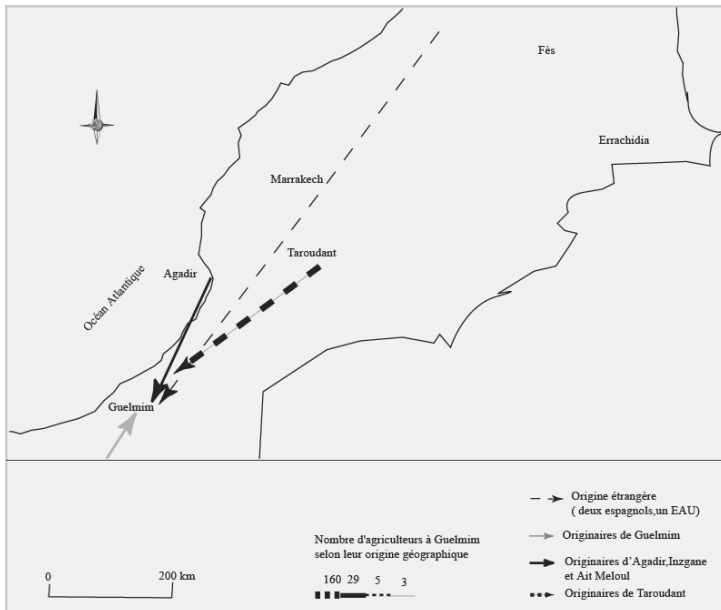 Fès
Errachidia
Marrakech
Taroudant
Océan Atlantique
Agadir
Guelmim
Origine étrangère
( deux espagnols,un EAU)
Originaires de Guelmim
Originaires d'Agadir,Inzgane
et Ait Meloul
Originaires de Taroudant
Nombre d'agriculteurs à Guelmim
selon leur origine géographique
160 29 5 3
0 200 km